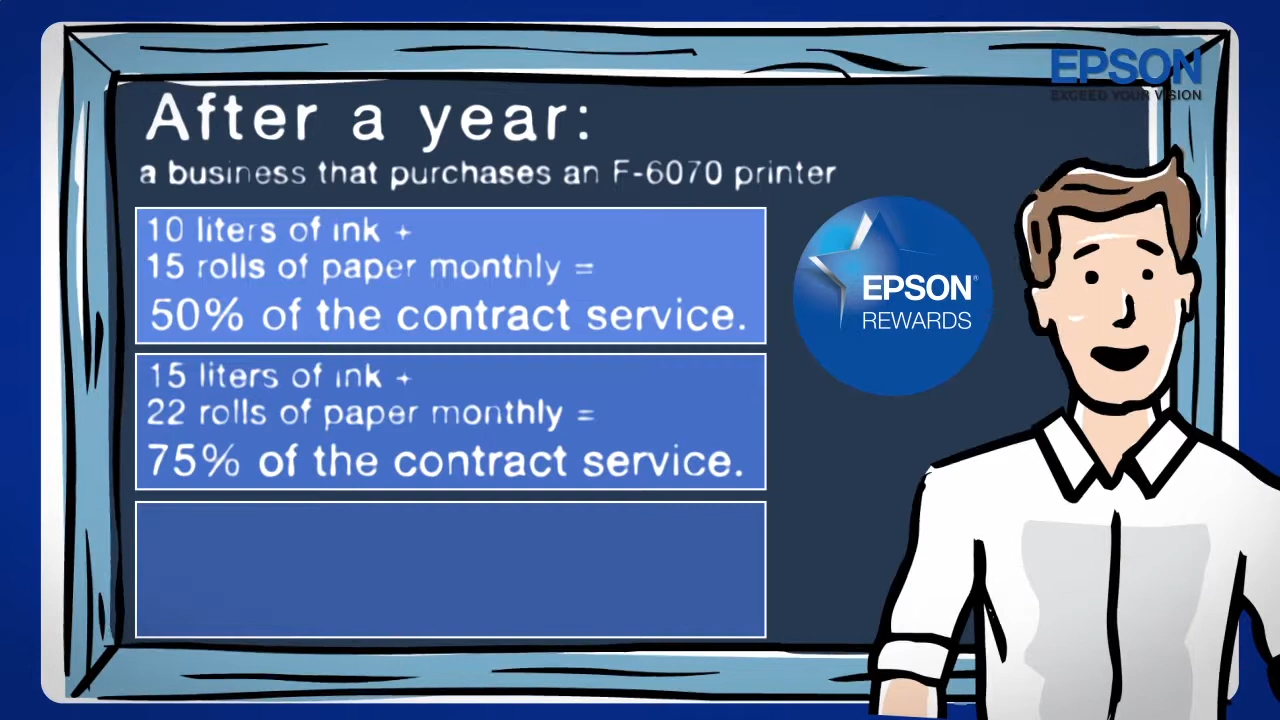 EPSON
EXCEED YOUR VISION
After a year:
a business that purchases an F-6070 printer
10 liters of ink +
15 rolls of paper monthly =
50% of the contract service.
15 liters of ink +
22 rolls of paper monthly =
75% of the contract service.
EPSON®
REWARDS